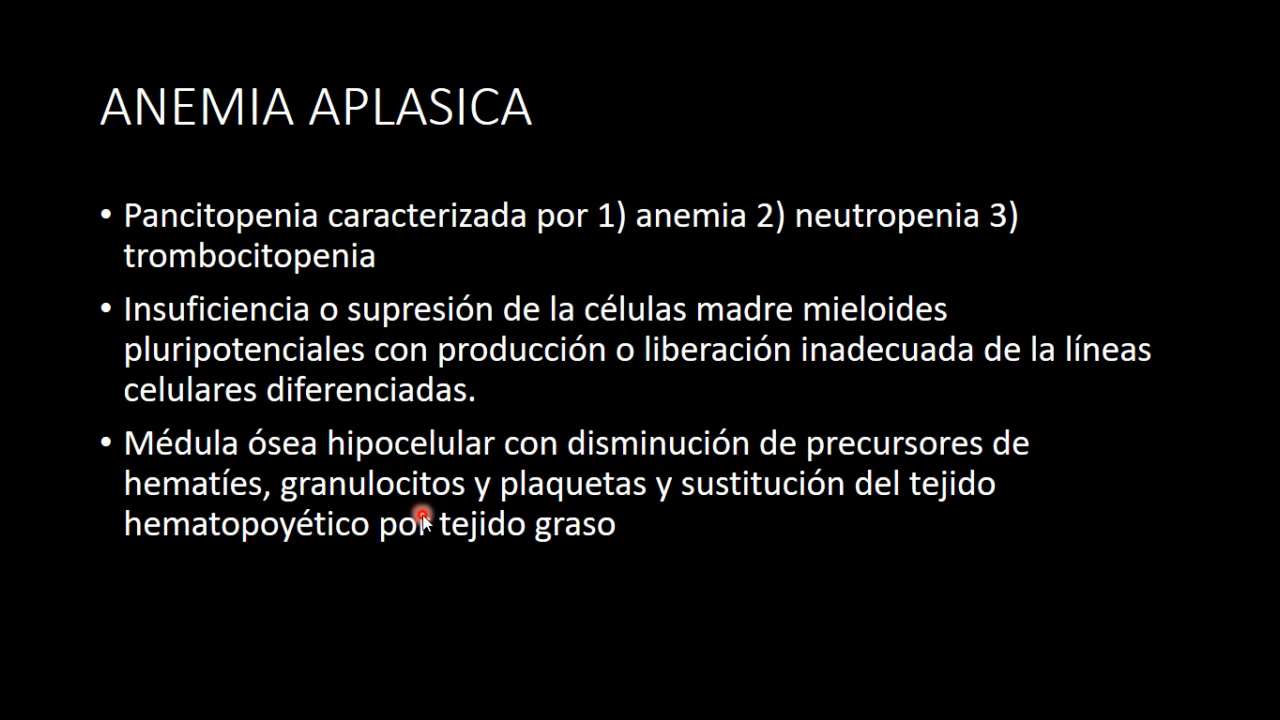 ANEMIA APLASICA
• Pancitopenia caracterizada por 1) anemia 2) neutropenia 3)
trombocitopenia
• Insuficiencia o supresión de la células madre mieloides
pluripotenciales con producción o liberación inadecuada de la líneas
celulares diferenciadas.
• Médula ósea hipocelular con disminución de precursores de
hematíes, granulocitos y plaquetas y sustitución del tejido
hematopoyético por tejido graso